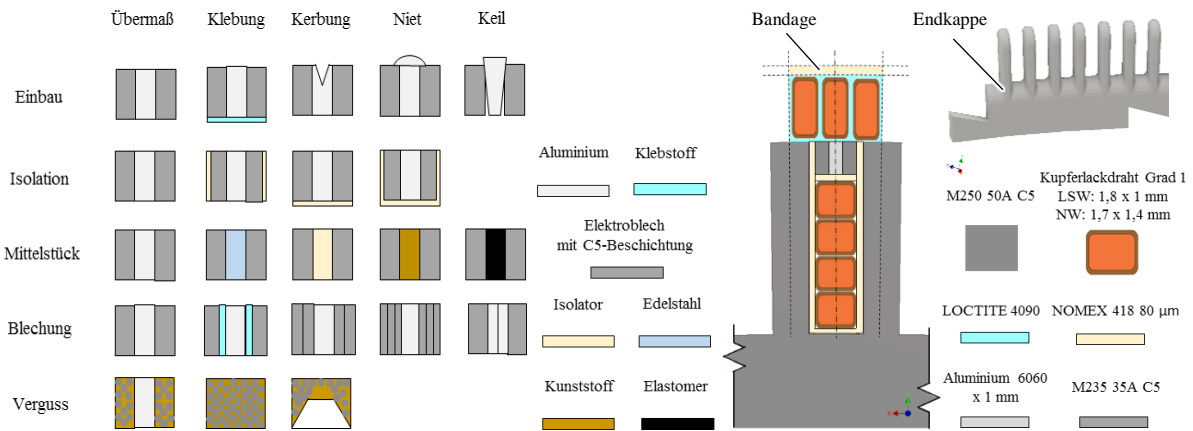 Übermaß
Klebung
Kerbung
Niet
Keil
Einbau
Isolation
Mittelstück
Blechung
Verguss
Aluminium
Klebstoff
Elektroblech
mit C5-Beschichtung
Isolator
Edelstahl
Kunststoff
Elastomer
Bandage
Endkappe
M250 50A C5
Kupferlackdraht Grad 1
LSW: 1,8 x 1 mm
NW: 1,7 x 1,4 mm
LOCTITE 4090
NOMEX 418 80 µm
Aluminium 6060
x 1 mm
M235 35A C5